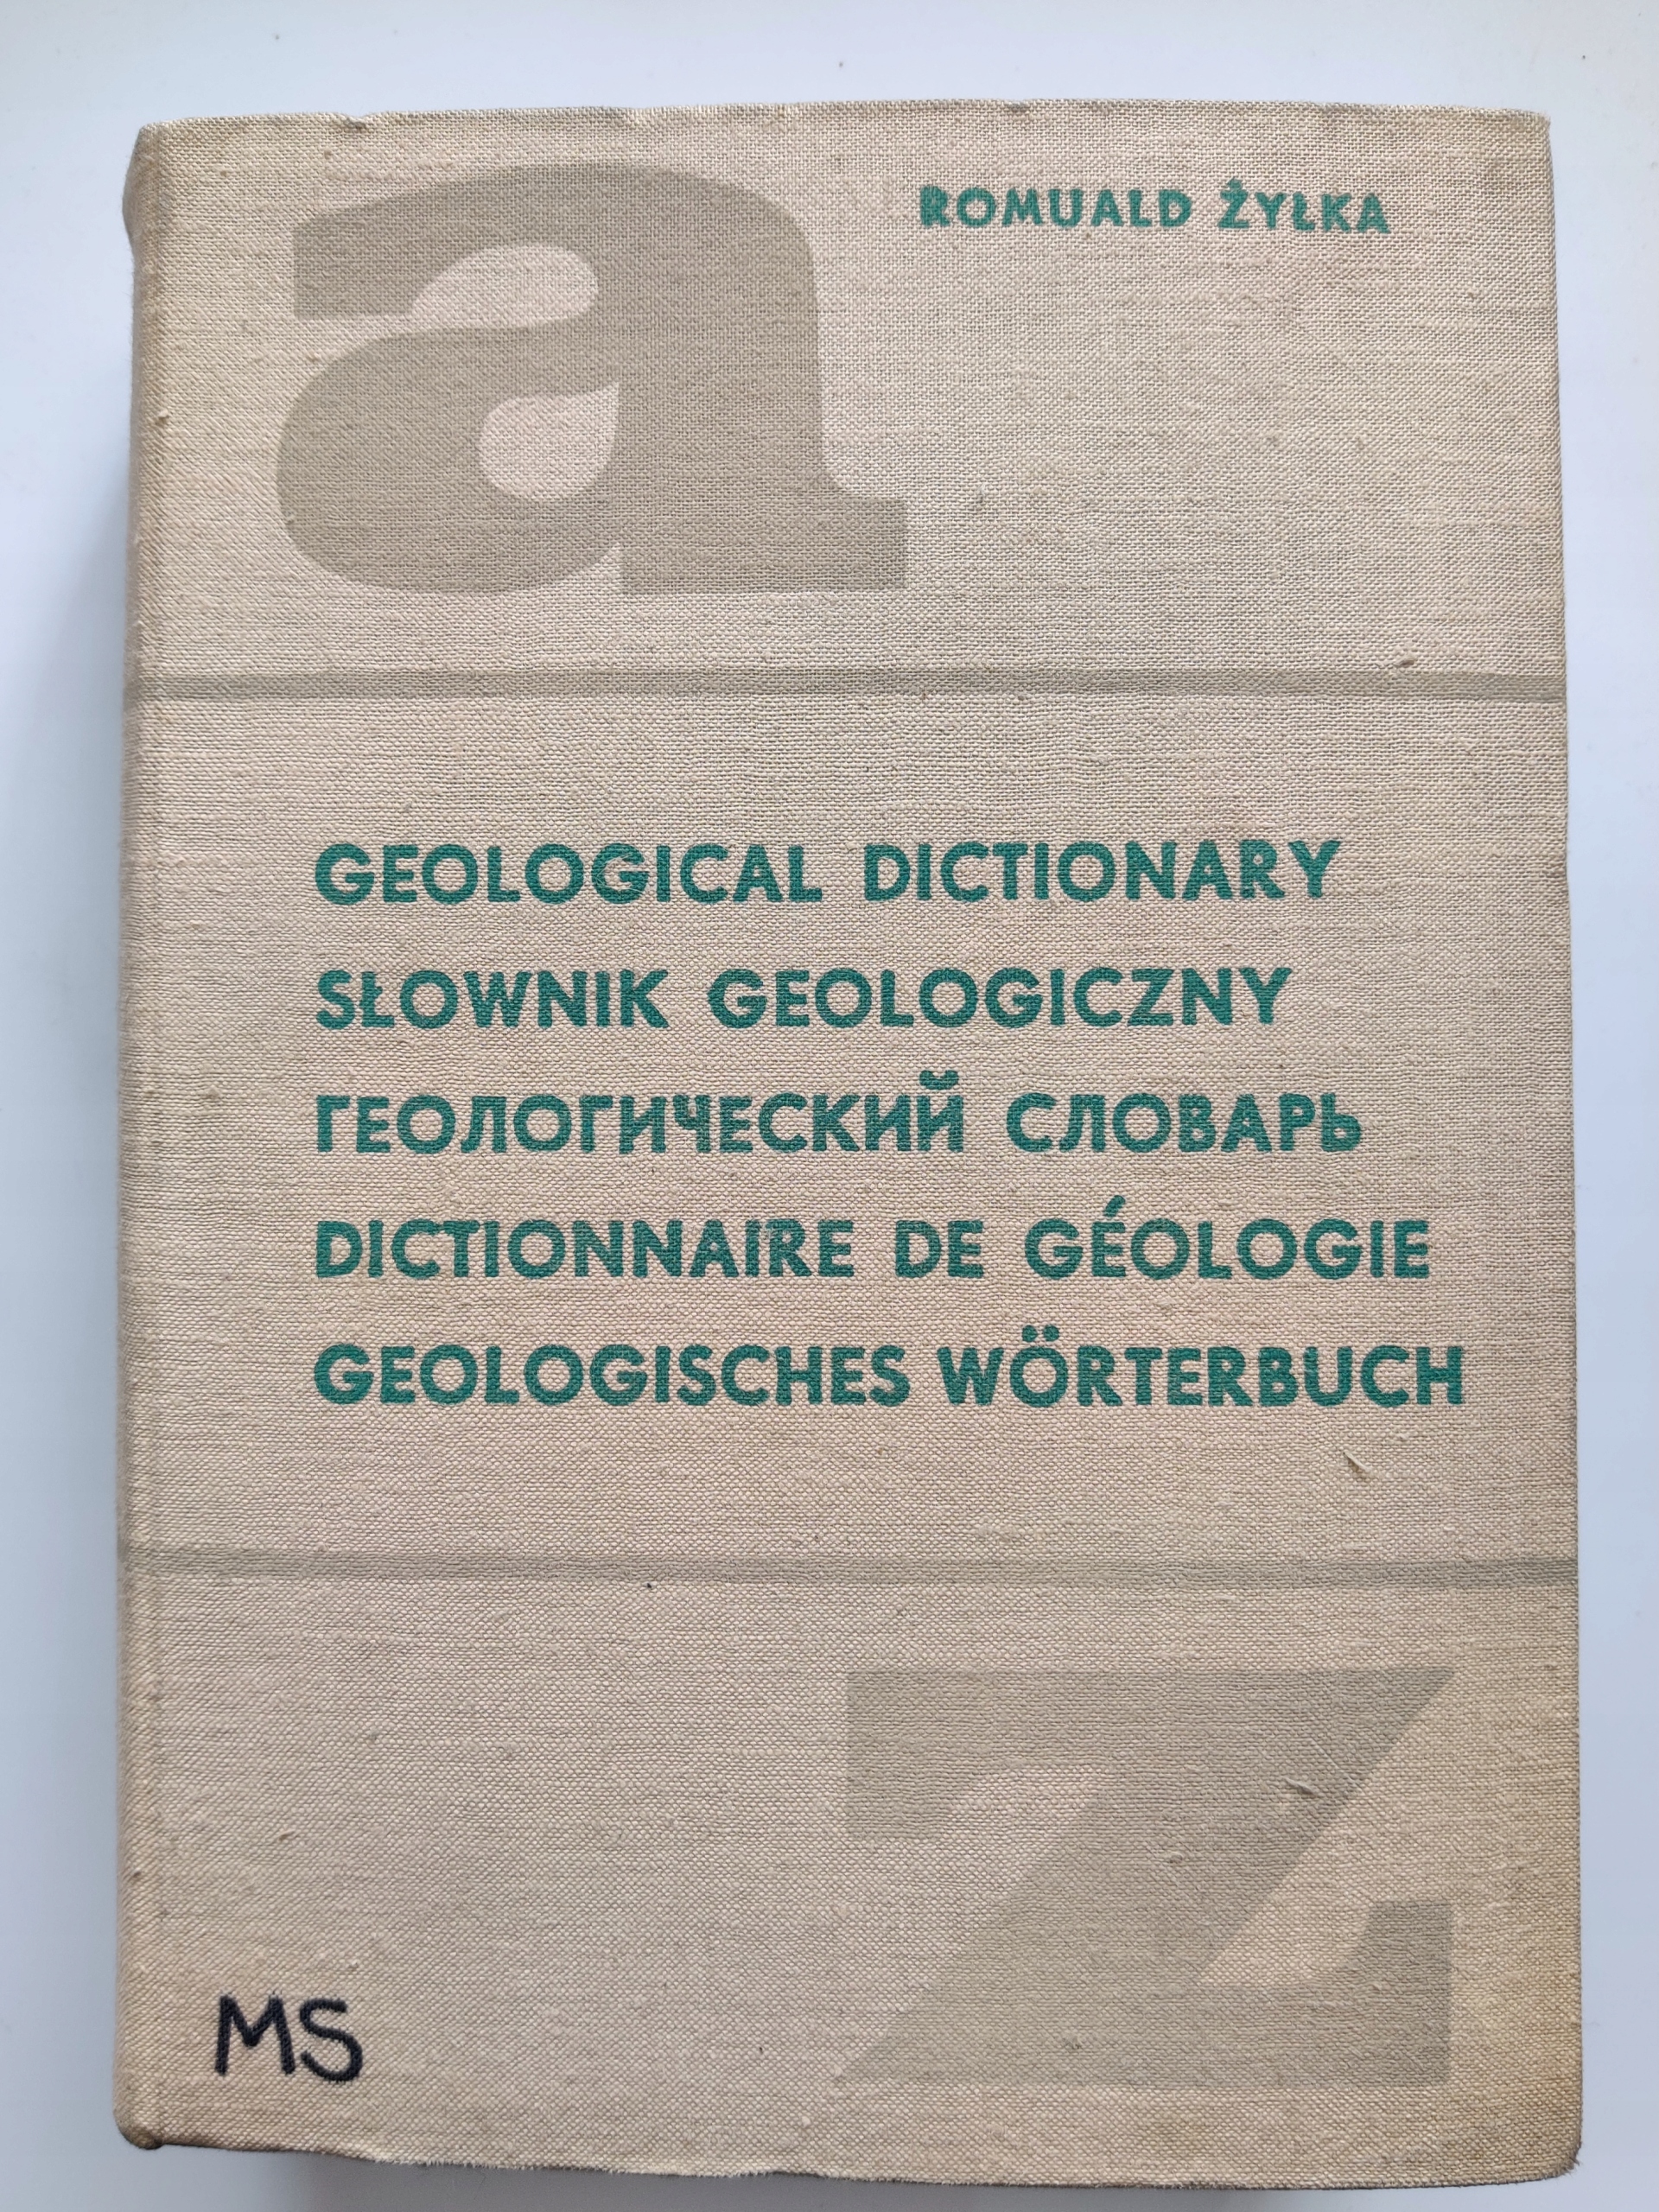 a
ROMUALD ŻYŁKA
GEOLOGICAL DICTIONARY
SŁOWNIK GEOLOGICZNY
ГЕОЛОГИЧЕСКИЙ СЛОВАРЬ
DICTIONNAIRE DE GÉOLOGIE
GEOLOGISCHES WÖRTERBUCH
z
MS